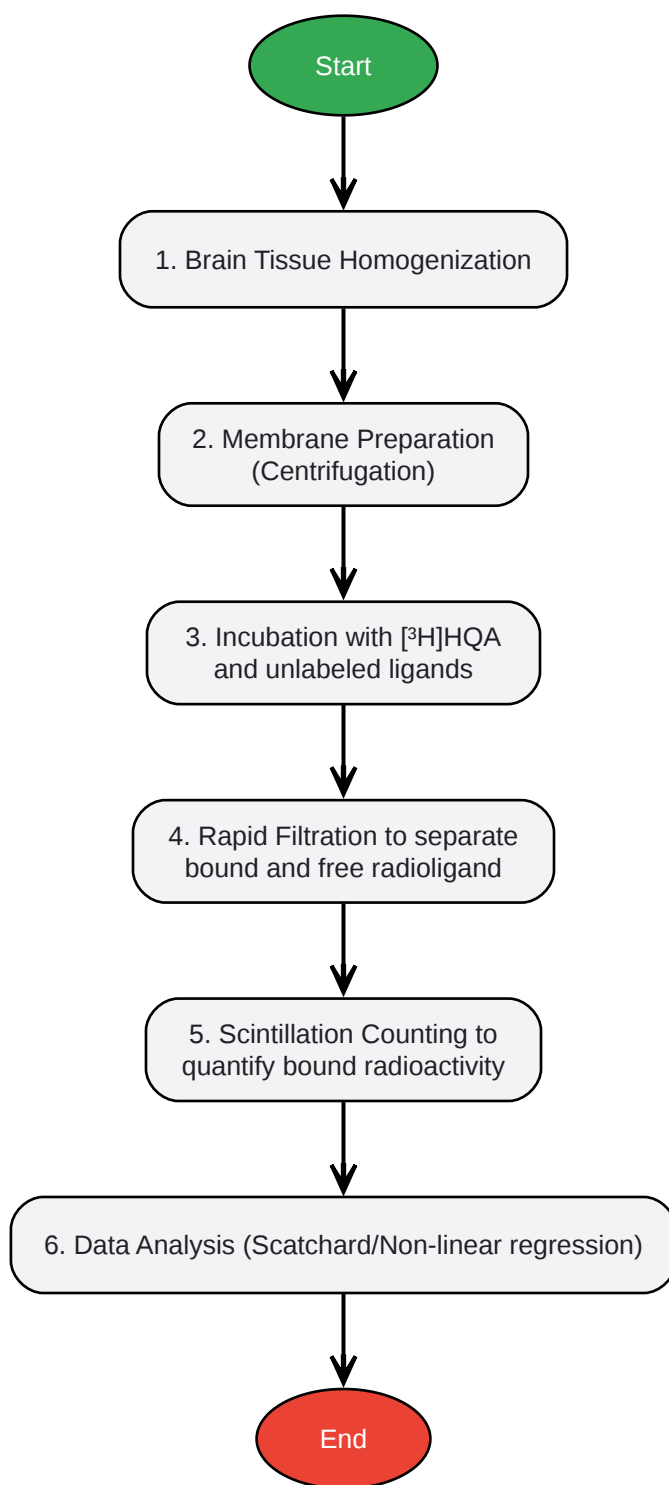 Start
1. Brain Tissue Homogenization
2. Membrane Preparation
(Centrifugation)
3. Incubation with [³H]HQA
and unlabeled ligands
4. Rapid Filtration to separate
bound and free radioligand
5. Scintillation Counting to
quantify bound radioactivity
6. Data Analysis (Scatchard/Non-linear regression)
End